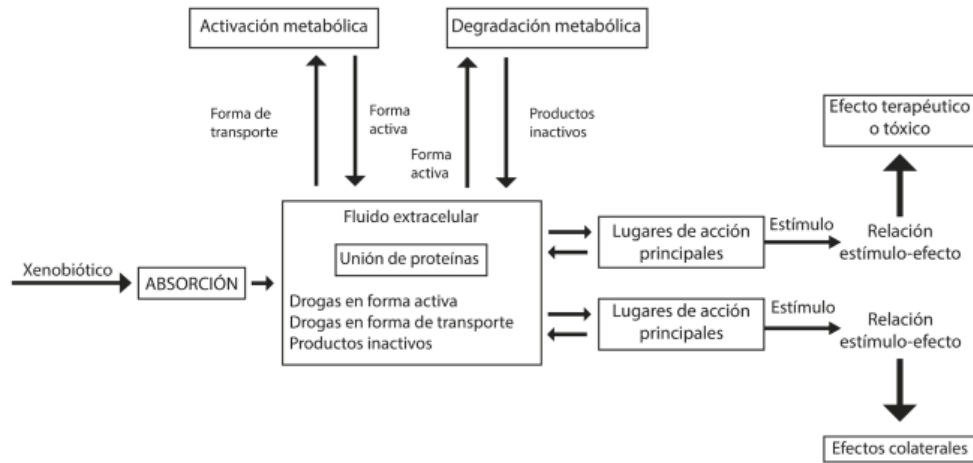 Activación metabólica
Degradación metabólica
Forma de
transporte
Forma
activa
Forma
activa
Productos
inactivos
Efecto terapéutico
o tóxico
Fluido extracelular
Unión de proteínas
Drogas en forma activa
Drogas en forma de transporte
Productos inactivos
Xenobiótico
ABSORCIÓN
Lugares de acción
principales
Estímulo
Relación
estímulo-efecto
Lugares de acción
principales
Estímulo
Relación
estímulo-efecto
Efectos colaterales